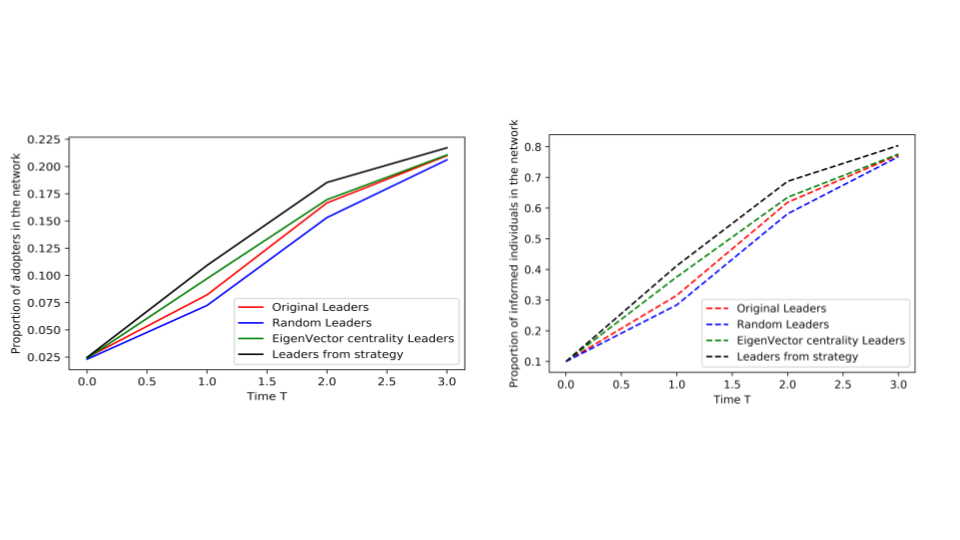 Proportion of adopters in the network
0.225
0.200
0.175
0.150
0.125
0.100
0.075
0.050
0.025
Original Leaders
Random Leaders
EigenVector centrality Leaders
Leaders from strategy
0.0 0.5 1.0 1.5 2.0 2.5 3.0
Time T
Proportion of informed individuals in the network
0.8
0.7
0.6
0.5
0.4
0.3
0.2
0.1
Original Leaders
Random Leaders
EigenVector centrality Leaders
Leaders from strategy
0.0 0.5 1.0 1.5 2.0 2.5 3.0
Time T